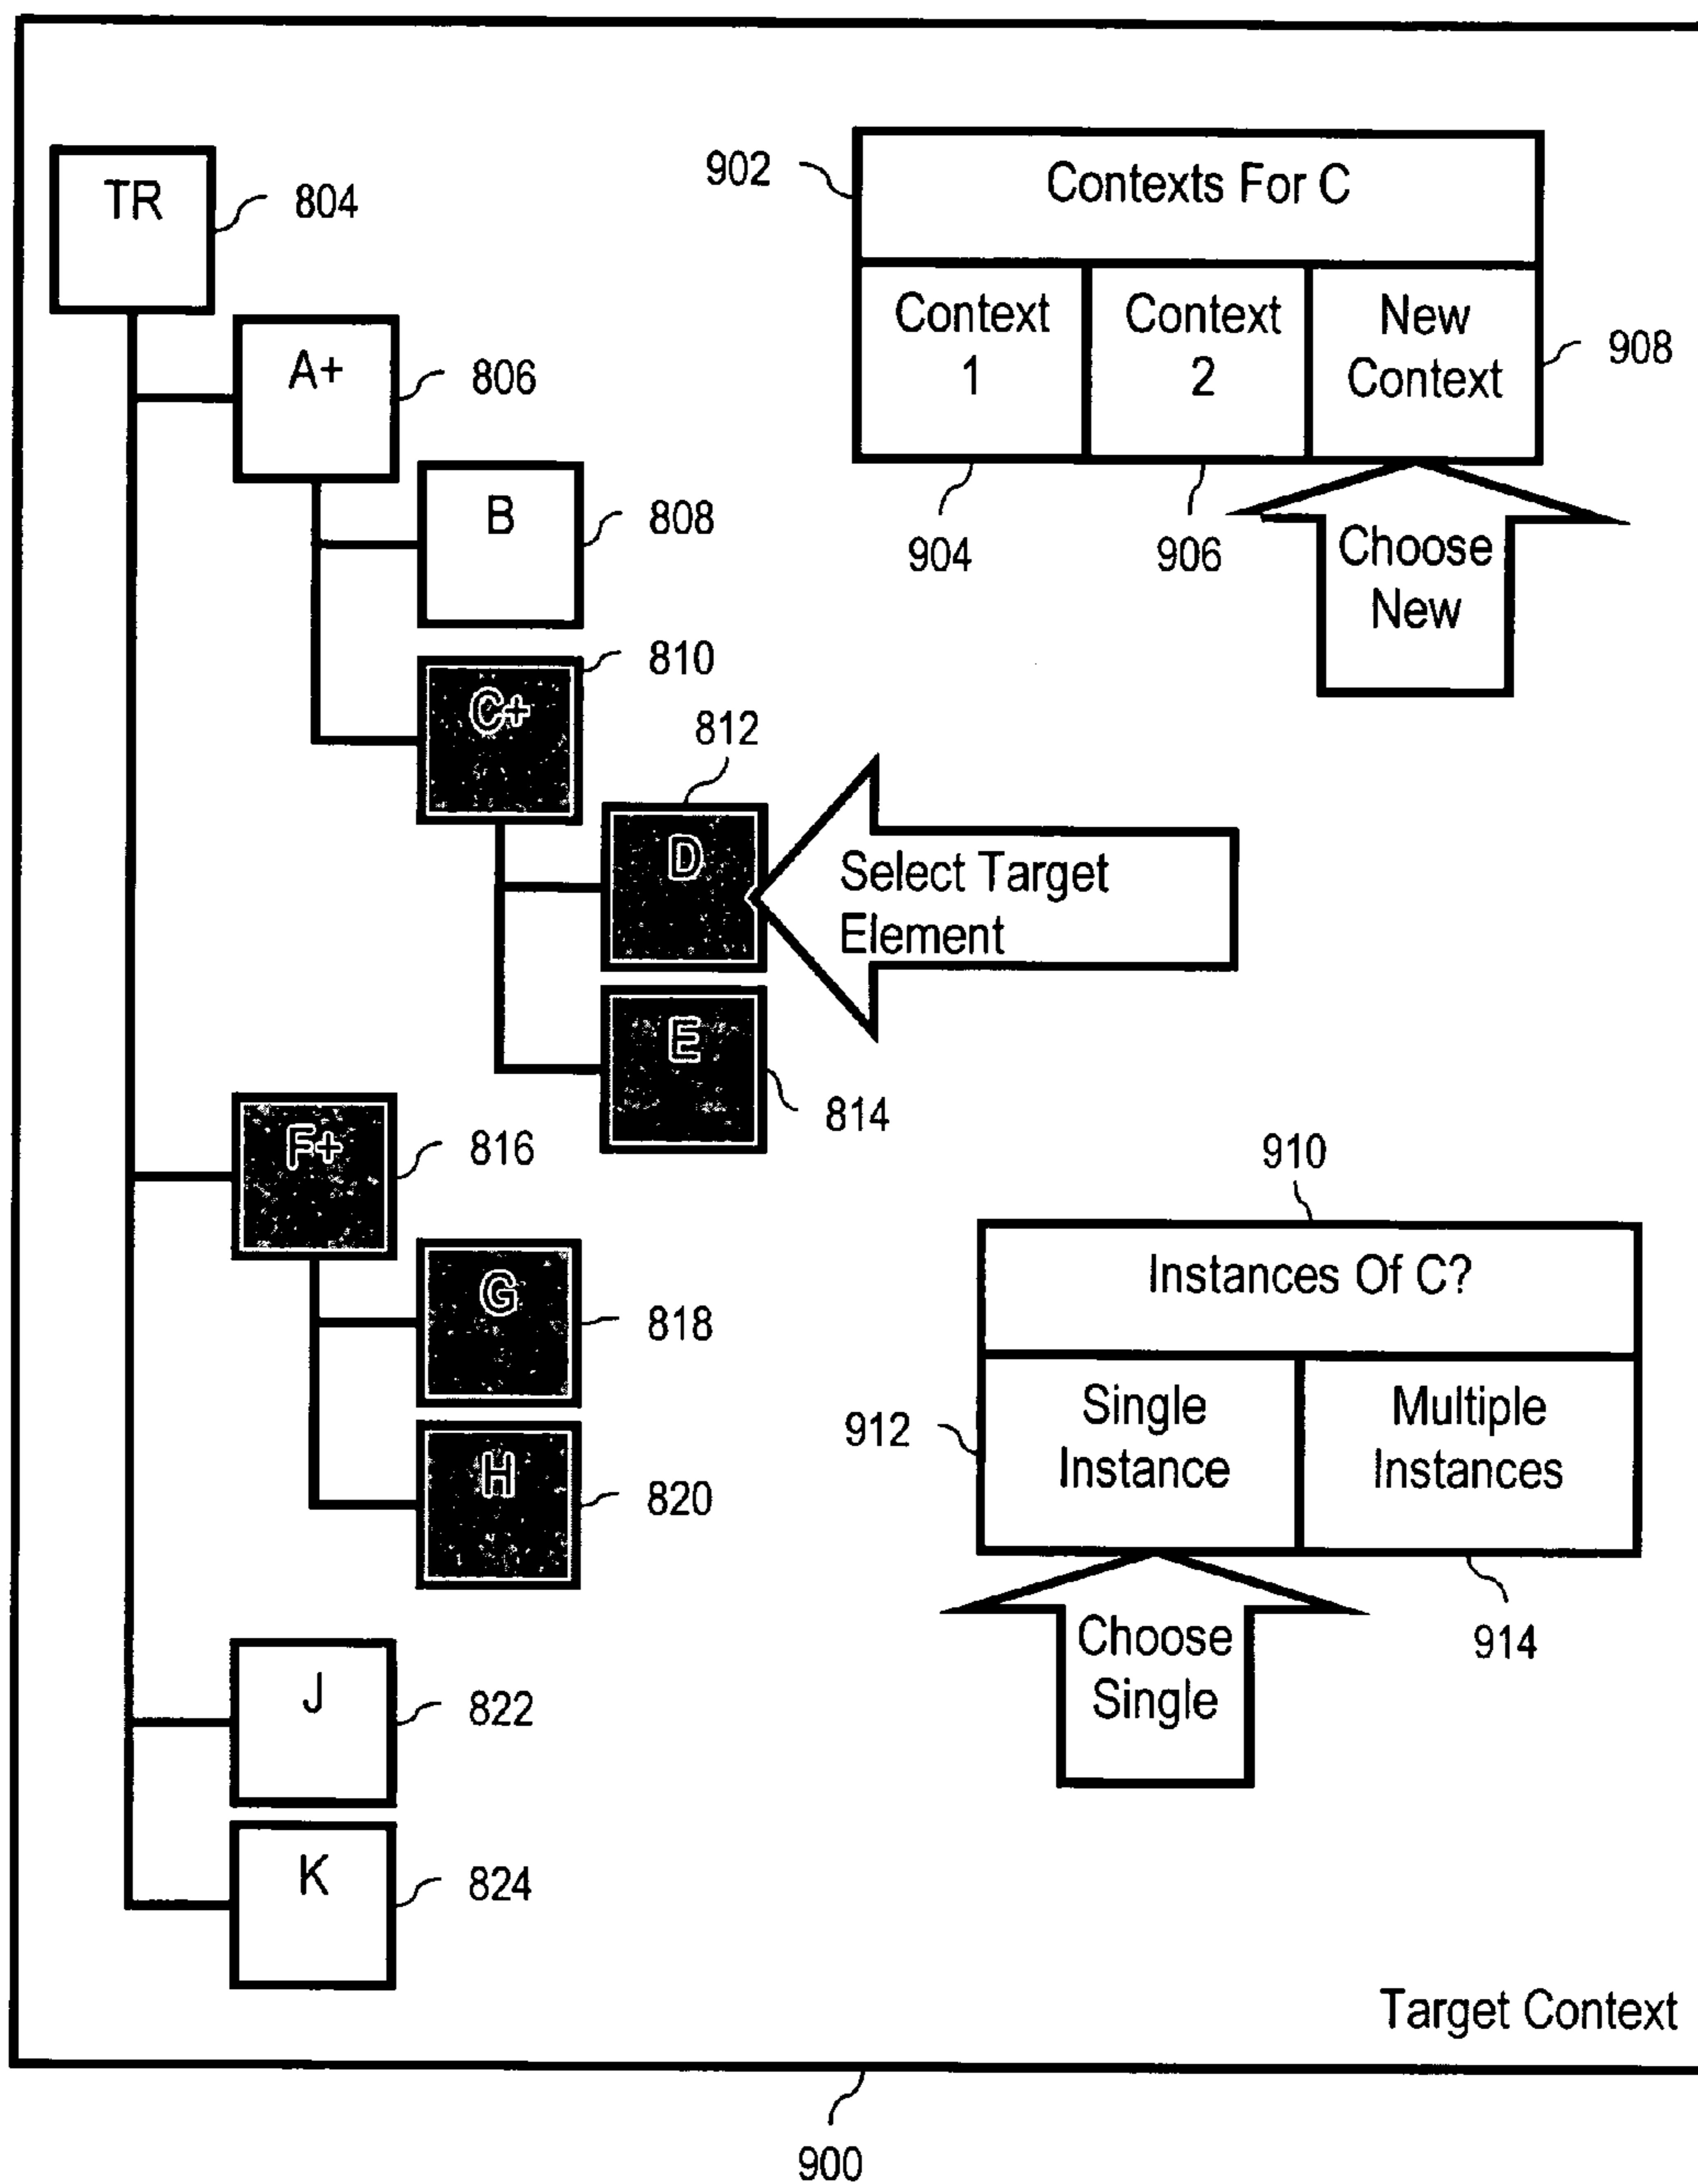 TR
804
A+
806
B
808
C+
810
D
812
Select Target
Element
E
814
F+
816
G
818
H
820
J
822
K
824
902
Contexts For C
Context
1
Context
2
New
Context
908
904
906
Choose
New
910
Instances Of C?
912
Single
Instance
Multiple
Instances
914
Choose
Single
Target Context
900